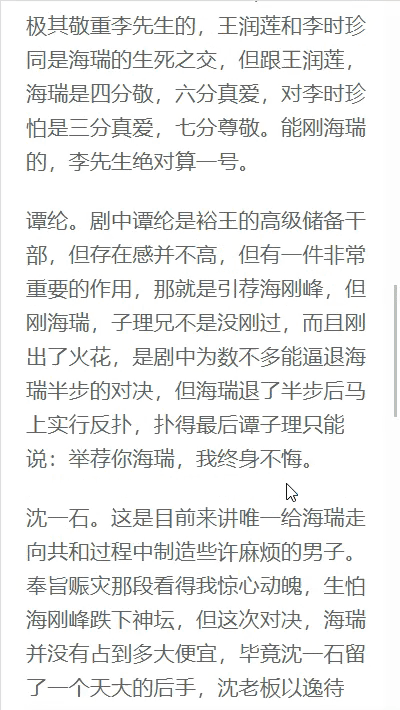 极其敬重李先生的，王润莲和李时珍
同是海瑞的生死之交，但跟王润莲，
海瑞是四分敬，六分真爱，对李时珍
怕是三分真爱，七分尊敬。能刚海瑞
的，李先生绝对算一号。
谭纶。剧中谭纶是裕王的高级储备干
部，但存在感并不高，但有一件非常
重要的作用，那就是引荐海刚峰，但
刚海瑞，子理兄不是没刚过，而且刚
出了火花，是剧中为数不多能逼退海
瑞半步的对决，但海瑞退了半步后马
上实行反扑，扑得最后谭子理只能
说：举荐你海瑞，我终身不悔。
沈一石。这是目前来讲唯一给海瑞走
向共和过程中制造些许麻烦的男子。
奉旨赈灾那段看得我惊心动魄，生怕
海刚峰跌下神坛，但这次对决，海瑞
并没有占到多大便宜，毕竟沈一石留
了一个天大的后手，沈老板以逸待